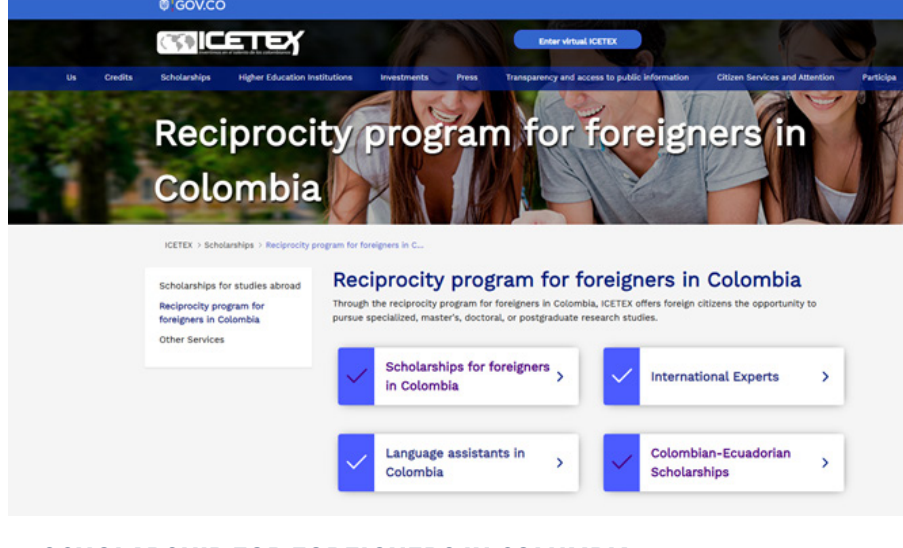 GOV.CO
ICETEX
Enter virtual ICETEX
Us Credits Scholarships Higher Education Institutions Investments Press Transparency and access to public information Citizen Services and Attention Participa
Reciprocity program for foreigners in
Colombia
ICETEX > Scholarships > Reciprocity program for foreigners in C...
Scholarships for studies abroad
Reciprocity program for
foreigners in Colombia
Other Services
Reciprocity program for foreigners in Colombia
Through the reciprocity program for foreigners in Colombia, ICETEX offers foreign citizens the opportunity to
pursue specialized, master's, doctoral, or postgraduate research studies.
Scholarships for foreigners
in Colombia
International Experts
Language assistants in
Colombia
Colombian-Ecuadorian
Scholarships